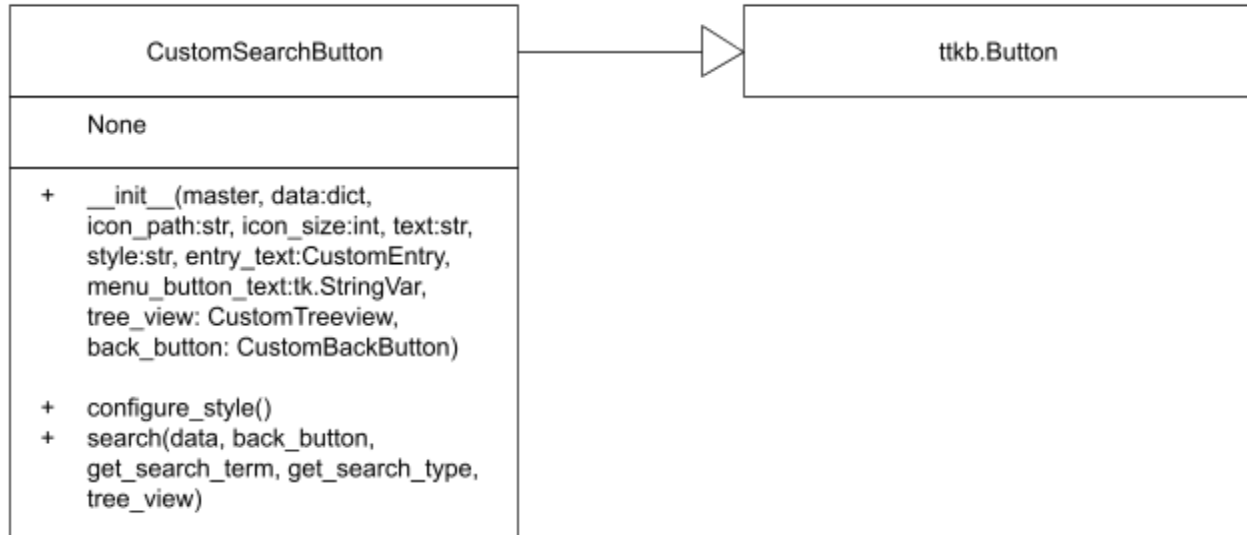 CustomSearchButton
ttkb.Button
None
+ __init__(master, data:dict,
icon_path:str, icon_size:int, text:str,
style:str, entry_text:CustomEntry,
menu_button_text:tk.StringVar,
tree_view: CustomTreeview,
back_button: CustomBackButton)
+ configure_style()
+ search(data, back_button,
get_search_term, get_search_type,
tree_view)